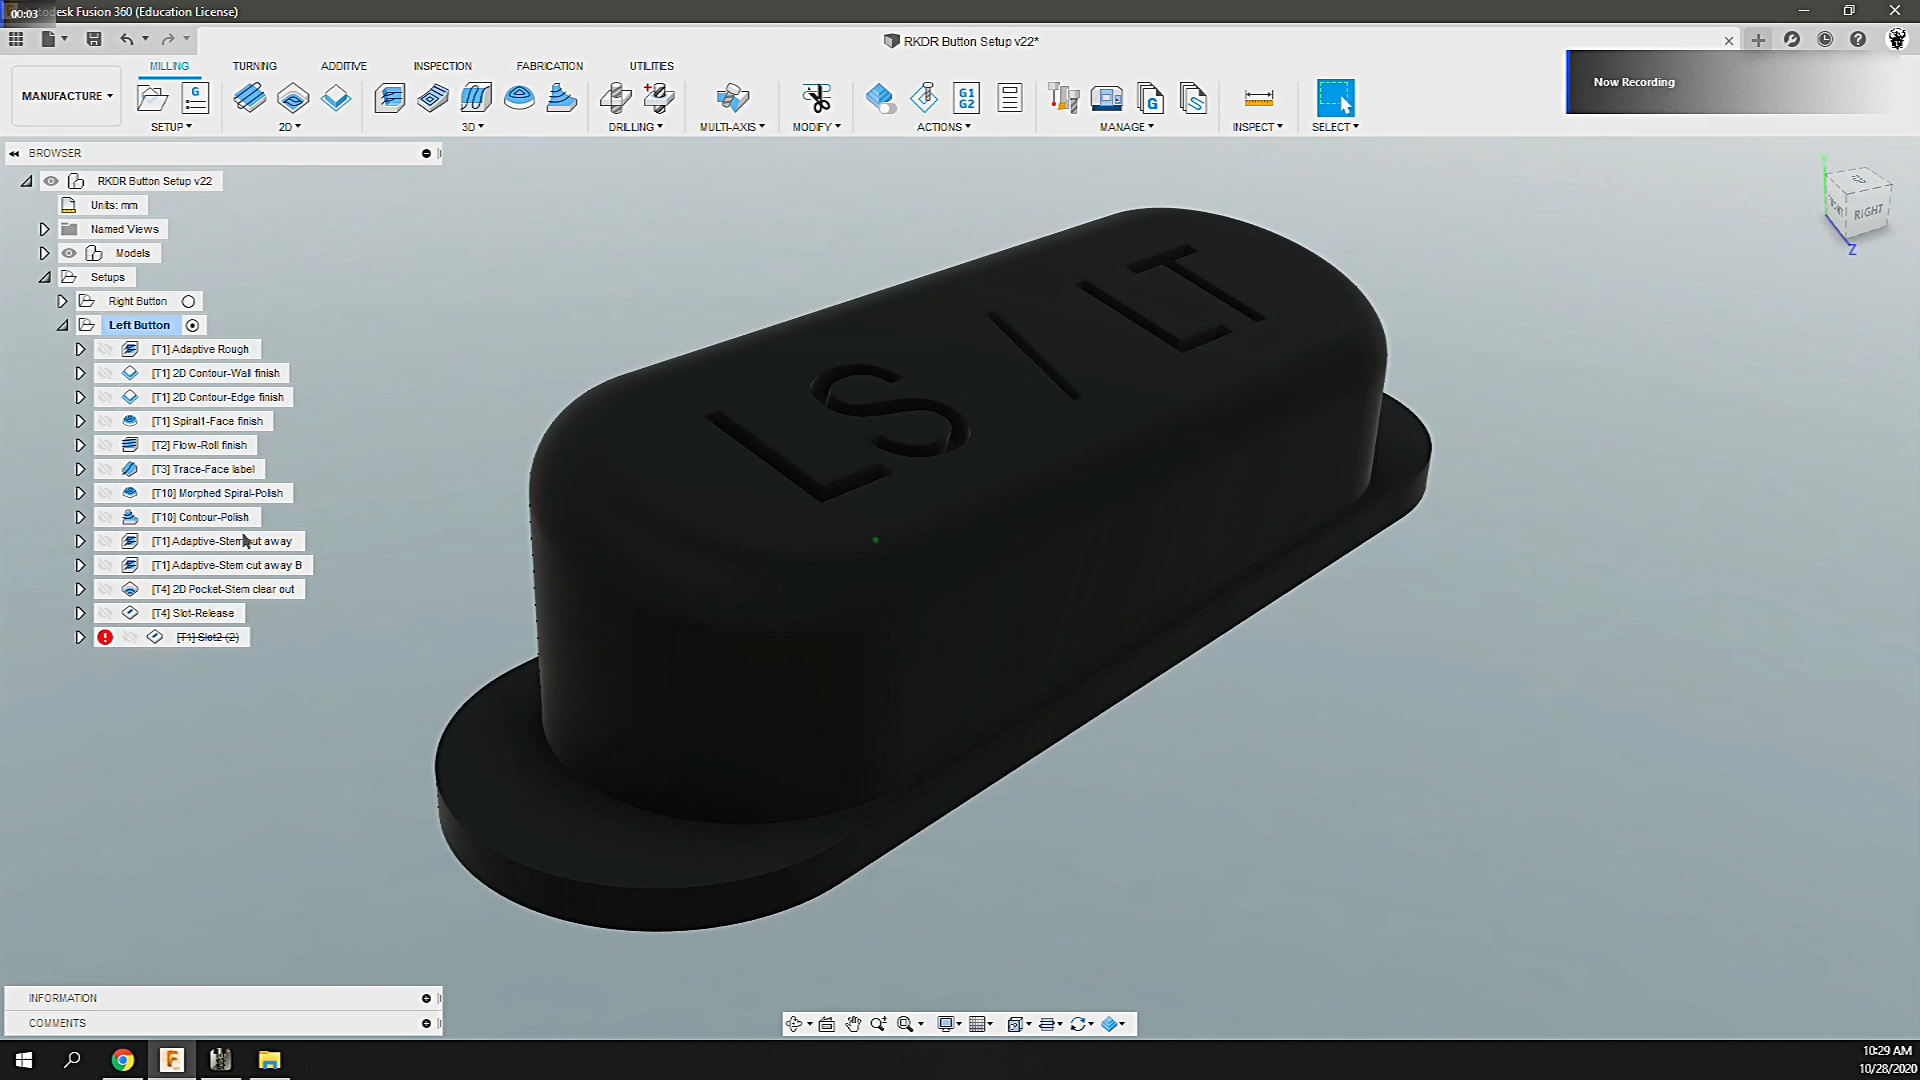 00:03
odesk Fusion 360 (Education License)
RKDR Button Setup v22*
MANUFACTURE
MILLING
TURNING
ADDITIVE
INSPECTION
FABRICATION
UTILITIES
Now Recording
G
G1
G2
G
SETUP
2D
3D
DRILLING
MULTI-AXIS
MODIFY
ACTIONS
MANAGE
INSPECT
SELECT
BROWSER
RKDR Button Setup v22
Units: mm
Named Views
Models
Setups
Right Button
Left Button
[T1] Adaptive Rough
[T1] 2D Contour-Wall finish
[T1] 2D Contour-Edge finish
[T1] Spiral1-Face finish
[T2] Flow-Roll finish
[T3] Trace-Face label
[T10] Morphed Spiral-Polish
[T10] Contour-Polish
[T1] Adaptive-Stem cut away
[T1] Adaptive-Stem cut away B
[T4] 2D Pocket-Stem clear out
[T4] Slot-Release
[T1] Slot2 (2)
LS / LT
TOP
RIGHT
Z
INFORMATION
COMMENTS
10:29 AM
10/28/2020